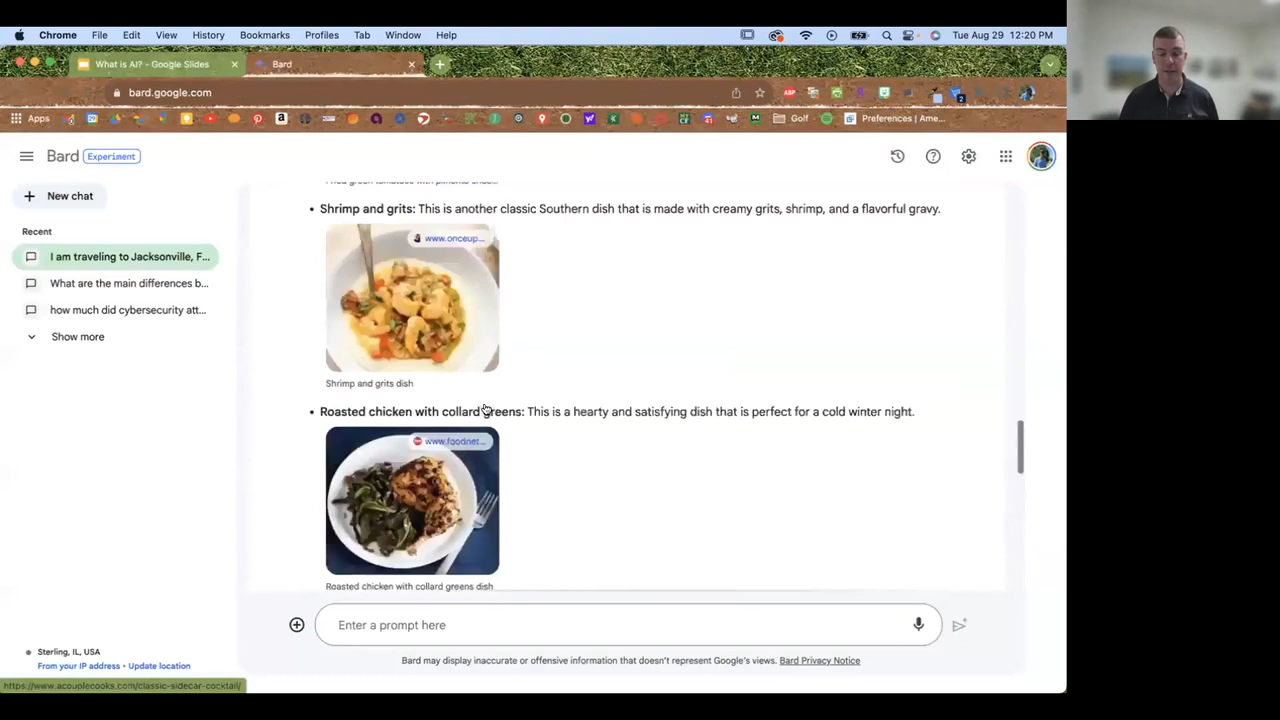 Chrome File Edit View History Bookmarks Profiles Tab Window Help Tue Aug 29 12:20 PM
What is AI? - Google Slides Bard
bard.google.com
Apps Golf Preferences | Ame...
Bard Experiment
New chat
Recent
I am traveling to Jacksonville, F...
What are the main differences b...
how much did cybersecurity att...
Show more
Sterling, IL, USA
From your IP address • Update location
https://www.acouplecooks.com/classic-sidecar-cocktail/
• Shrimp and grits: This is another classic Southern dish that is made with creamy grits, shrimp, and a flavorful gravy.
www.onceup...
Shrimp and grits dish
• Roasted chicken with collard greens: This is a hearty and satisfying dish that is perfect for a cold winter night.
www.foodnet...
Roasted chicken with collard greens dish
Enter a prompt here
Bard may display inaccurate or offensive information that doesn't represent Google's views. Bard Privacy Notice